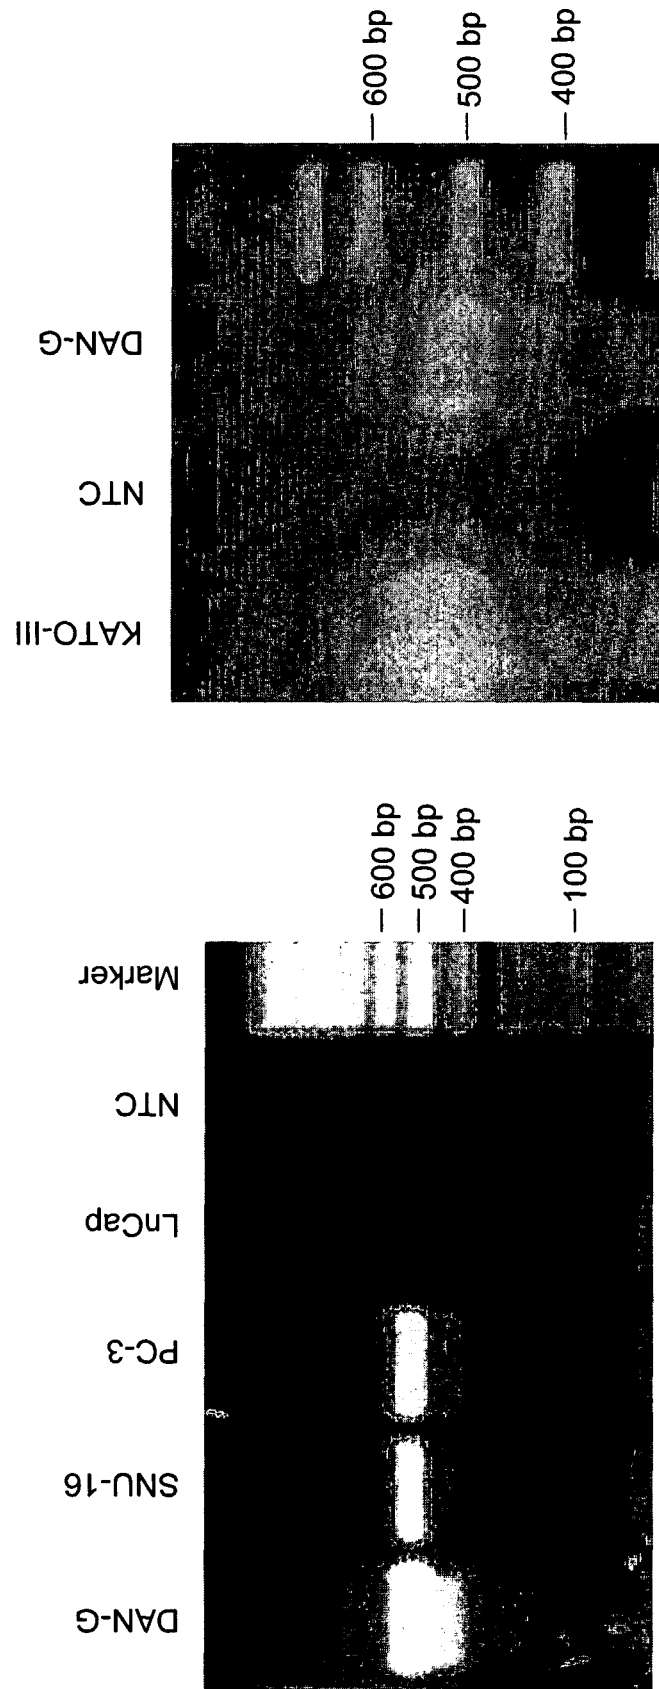 KATO-III
NTC
DAN-G
600 bp
500 bp
400 bp
DAN-G
SNU-16
PC-3
LnCap
NTC
Marker
600 bp
500 bp
400 bp
100 bp